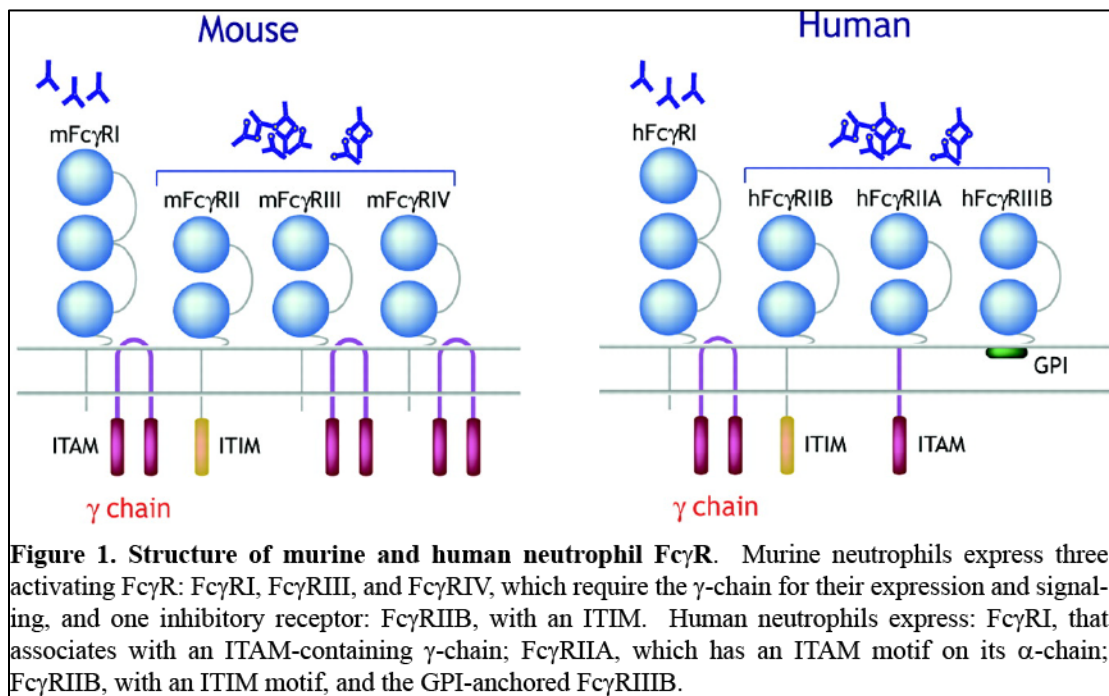 Mouse
mFcγRI
mFcγRII mFcγRIII mFcγRIV
ITAM
ITIM
γ chain
Human
hFcγRI
hFcγRIIB hFcγRIIA hFcγRIIIB
GPI
ITIM
ITAM
γ chain
Figure 1. Structure of murine and human neutrophil FcγR. Murine neutrophils express three
activating FcγR: FcγRI, FcγRIII, and FcγRIV, which require the γ-chain for their expression and signal-
ing, and one inhibitory receptor: FcγRIIB, with an ITIM. Human neutrophils express: FcγRI, that
associates with an ITAM-containing γ-chain; FcγRIIA, which has an ITAM motif on its α-chain;
FcγRIIB, with an ITIM motif, and the GPI-anchored FcγRIIIB.